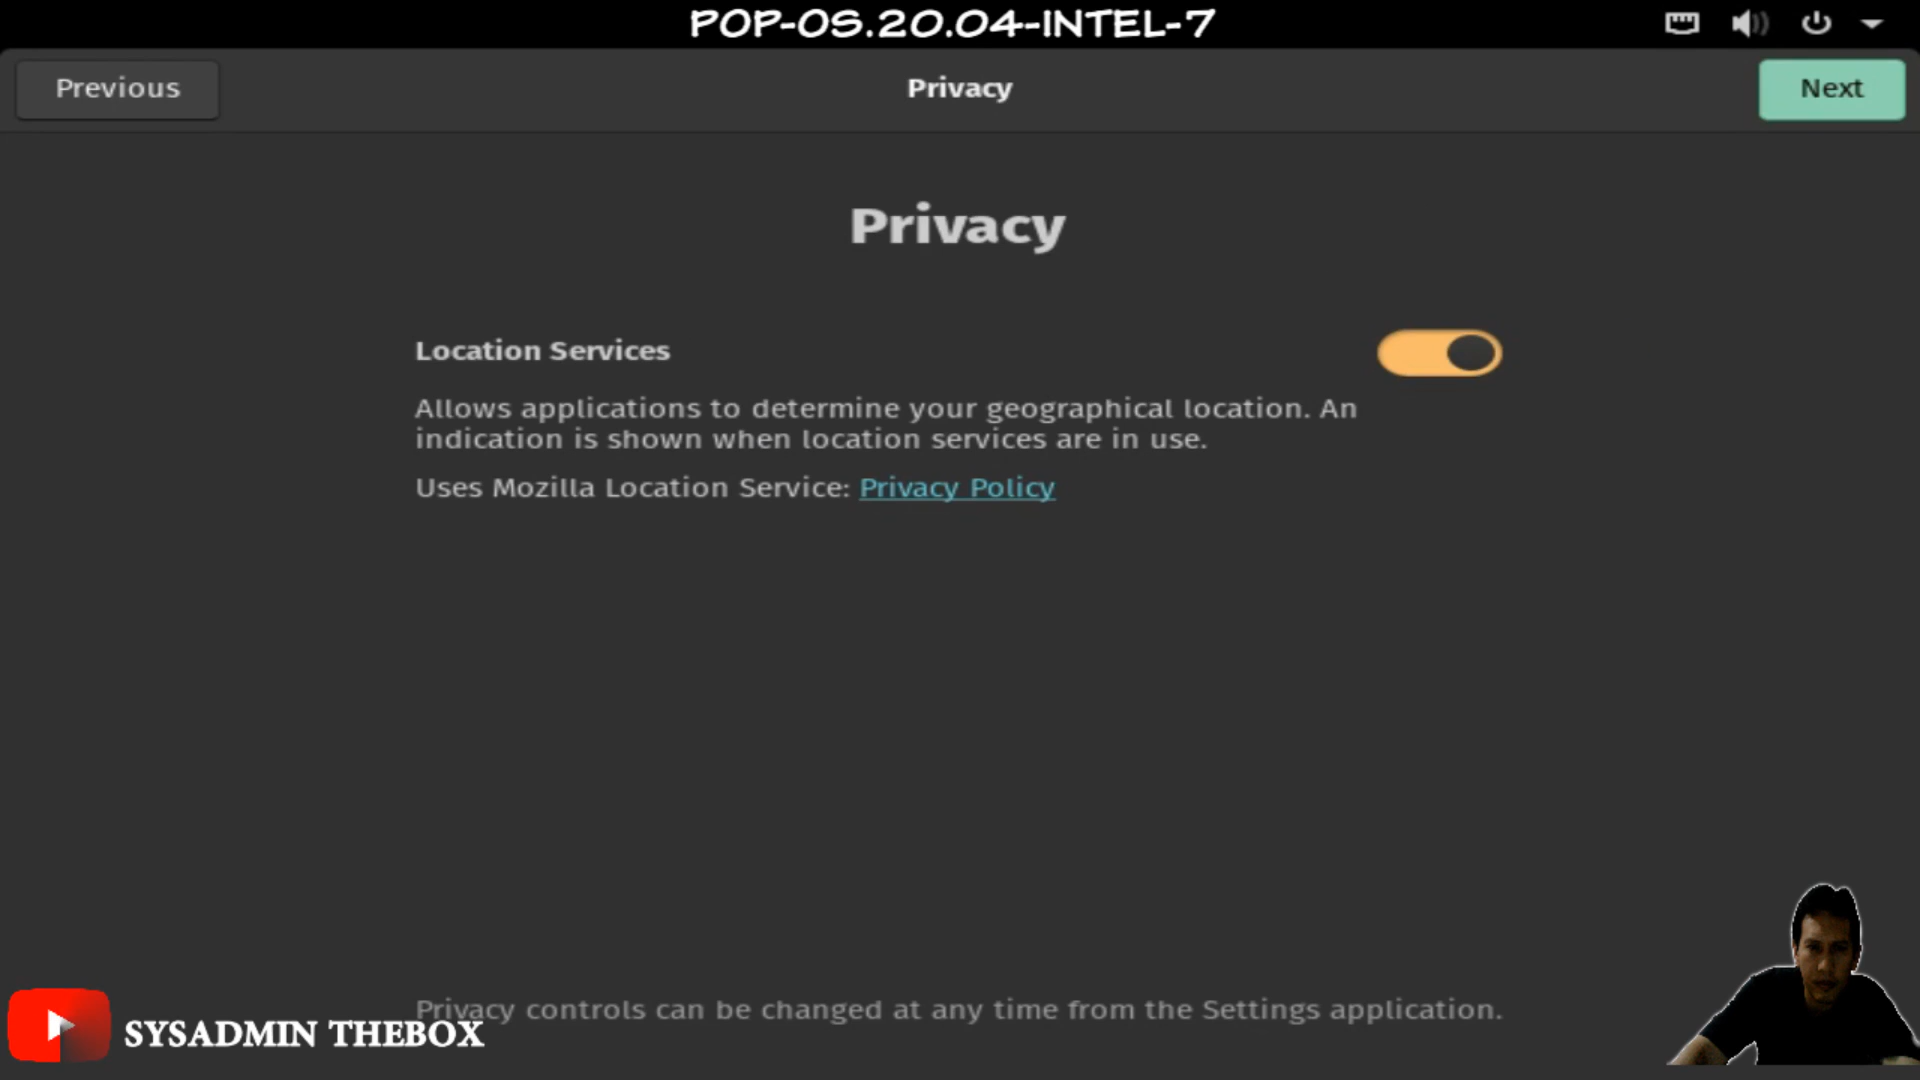 POP-OS.20.04-INTEL-7
Previous
Privacy
Next
Privacy
Location Services
Allows applications to determine your geographical location. An
indication is shown when location services are in use.
Uses Mozilla Location Service: Privacy Policy
Privacy controls can be changed at any time from the Settings application.
SYSADMIN THEBOX